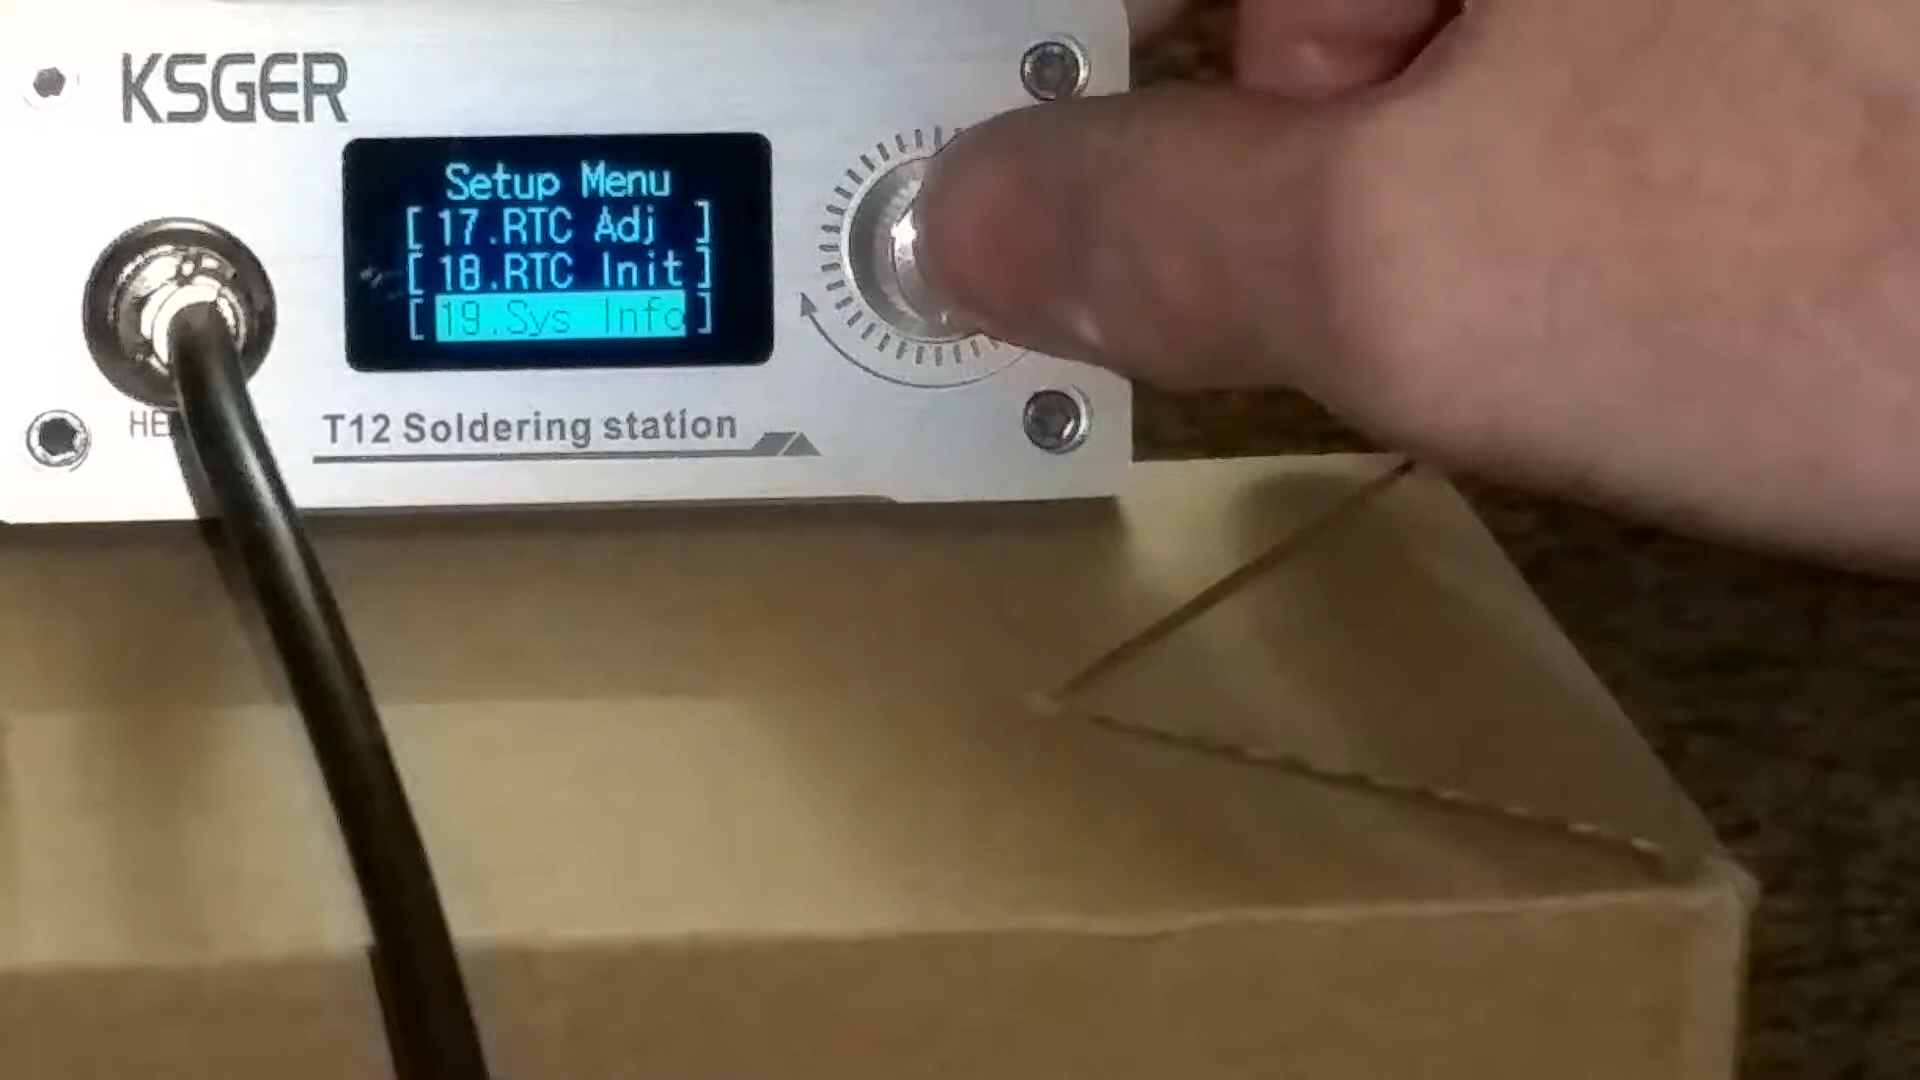 KSGER
Setup Menu
[ 17.RTC Adj ]
[ 18.RTC Init]
[ 19.Sys Info]
T12 Soldering station